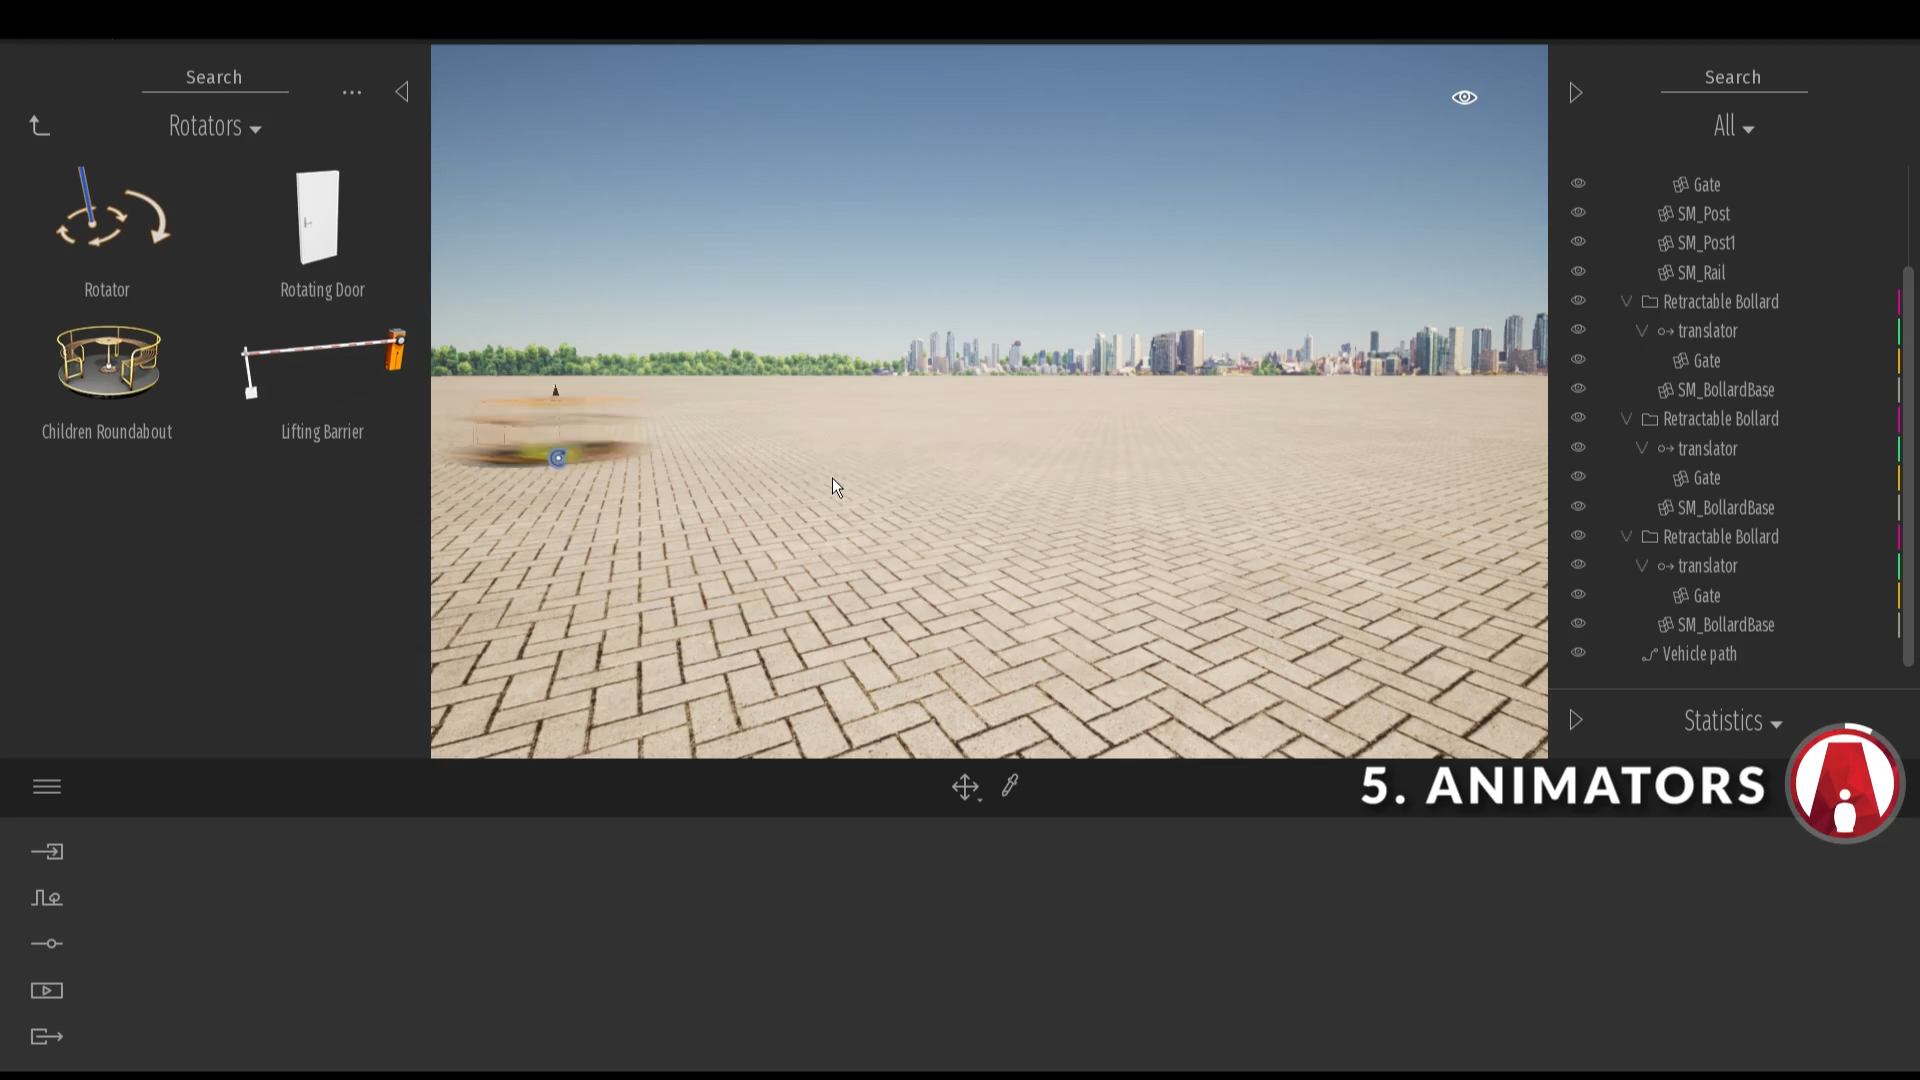 Search
Rotators
Rotator
Rotating Door
Children Roundabout
Lifting Barrier
Search
All
Gate
SM_Post
SM_Post1
SM_Rail
Retractable Bollard
translator
Gate
SM_BollardBase
Retractable Bollard
translator
Gate
SM_BollardBase
Retractable Bollard
translator
Gate
SM_BollardBase
Vehicle path
Statistics
5. ANIMATORS